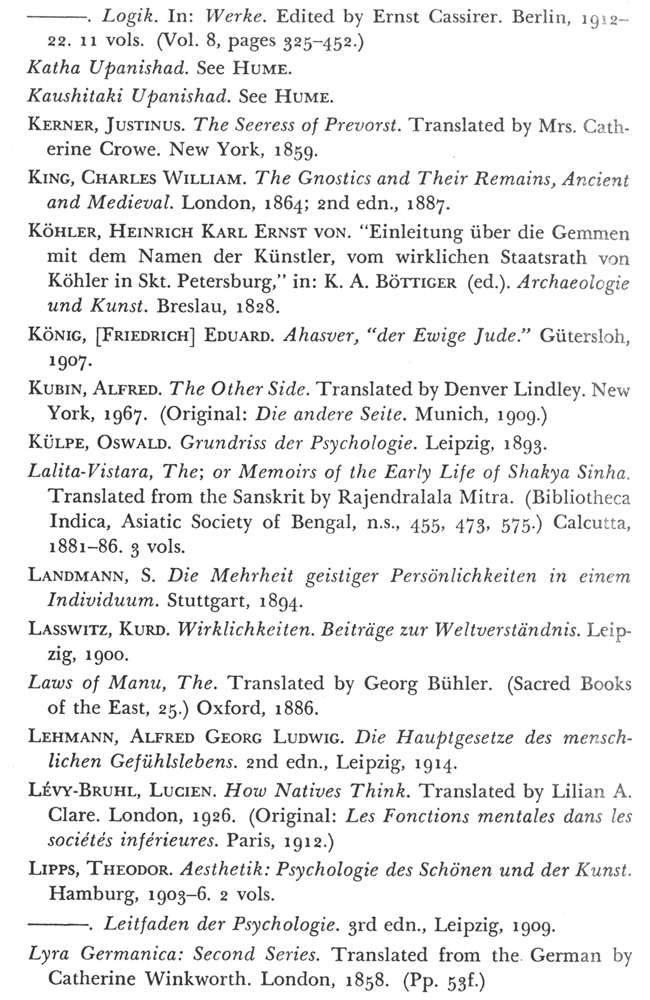 ———. Logik. In: Werke. Edited by Ernst Cassirer. Berlin, 1912–
22. 11 vols. (Vol. 8, pages 325–452.)
Katha Upanishad. See HUME.
Kaushitaki Upanishad. See HUME.
KERNER, JUSTINUS. The Seeress of Prevorst. Translated by Mrs. Cath-
erine Crowe. New York, 1859.
KING, CHARLES WILLIAM. The Gnostics and Their Remains, Ancient
and Medieval. London, 1864; 2nd edn., 1887.
KÖHLER, HEINRICH KARL ERNST VON. "Einleitung über die Gemmen
mit dem Namen der Künstler, vom wirklichen Staatsrath von
Köhler in Skt. Petersburg," in: K. A. BÖTTIGER (ed.). Archaeologie
und Kunst. Breslau, 1828.
KÖNIG, [FRIEDRICH] EDUARD. Ahasver, "der Ewige Jude." Gütersloh,
1907.
KUBIN, ALFRED. The Other Side. Translated by Denver Lindley. New
York, 1967. (Original: Die andere Seite. Munich, 1909.)
KÜLPE, OSWALD. Grundriss der Psychologie. Leipzig, 1893.
Lalita-Vistara, The; or Memoirs of the Early Life of Shakya Sinha.
Translated from the Sanskrit by Rajendralala Mitra. (Bibliotheca
Indica, Asiatic Society of Bengal, n.s., 455, 473, 575.) Calcutta,
1881–86. 3 vols.
LANDMANN, S. Die Mehrheit geistiger Persönlichkeiten in einem
Individuum. Stuttgart, 1894.
LASSWITZ, KURD. Wirklichkeiten. Beiträge zur Weltverständnis. Leip-
zig, 1900.
Laws of Manu, The. Translated by Georg Bühler. (Sacred Books
of the East, 25.) Oxford, 1886.
LEHMANN, ALFRED GEORG LUDWIG. Die Hauptgesetze des mensch-
lichen Gefühlslebens. 2nd edn., Leipzig, 1914.
LÉVY-BRUHL, LUCIEN. How Natives Think. Translated by Lilian A.
Clare. London, 1926. (Original: Les Fonctions mentales dans les
sociétés inférieures. Paris, 1912.)
LIPPS, THEODOR. Aesthetik: Psychologie des Schönen und der Kunst.
Hamburg, 1903–6. 2 vols.
———. Leitfaden der Psychologie. 3rd edn., Leipzig, 1909.
Lyra Germanica: Second Series. Translated from the German by
Catherine Winkworth. London, 1858. (Pp. 53f.)